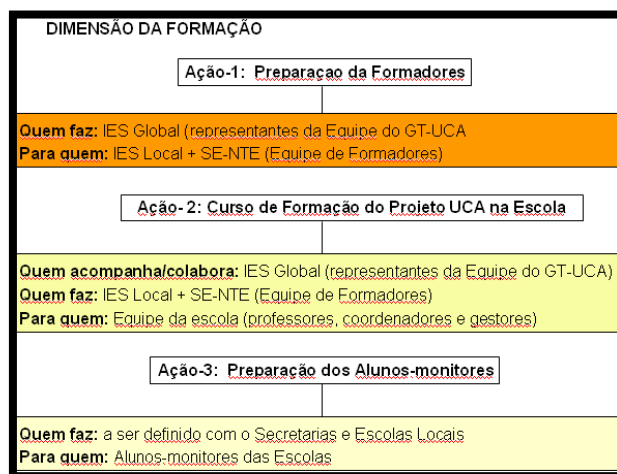 DIMENSÃO DA FORMAÇÃO
Ação-1: Preparaçao da Formadores
Quem faz: IES Global (representantes da Equipe do GT-UCA
Para quem: IES Local + SE-NTE (Equipe de Formadores)
Ação- 2: Curso de Formação do Projeto UCA na Escola
Quem acompanha/colabora: IES Global (representantes da Equipe do GT-UCA)
Quem faz: IES Local + SE-NTE (Equipe de Formadores)
Para quem: Equipe da escola (professores, coordenadores e gestores)
Ação-3: Preparação dos Alunos-monitores
Quem faz: a ser definido com o Secretarias e Escolas Locais
Para quem: Alunos-monitores das Escolas